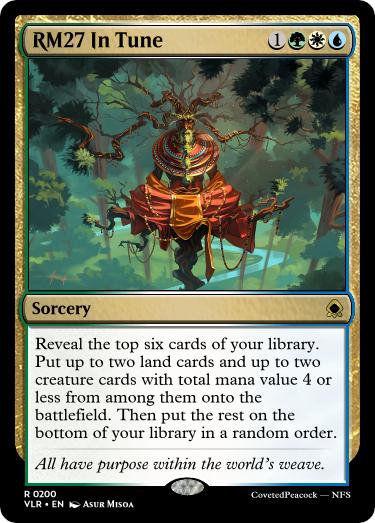 RM27 In Tune
1
Sorcery
Reveal the top six cards of your library.
Put up to two land cards and up to two
creature cards with total mana value 4 or
less from among them onto the
battlefield. Then put the rest on the
bottom of your library in a random order.
All have purpose within the world's weave.
R 0200
VLR • EN Asur Misoa
CovetedPeacock — NFS